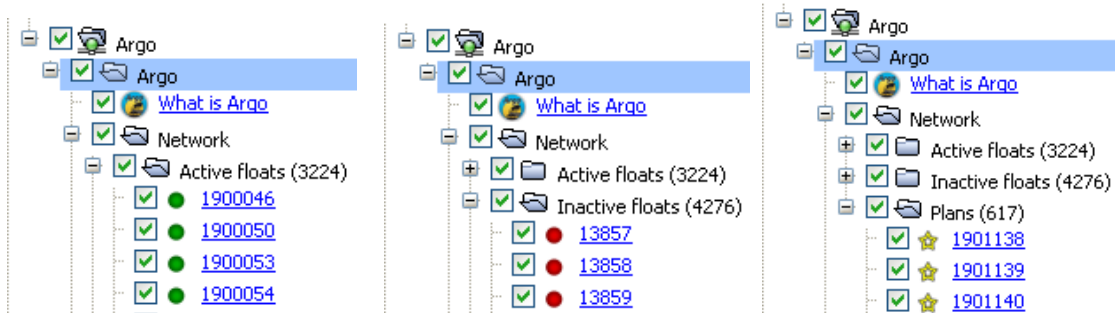 Argo
Argo
What is Argo
Network
Active floats (3224)
1900046
1900050
1900053
1900054
Argo
Argo
What is Argo
Network
Active floats (3224)
Inactive floats (4276)
13857
13858
13859
Argo
Argo
What is Argo
Network
Active floats (3224)
Inactive floats (4276)
Plans (617)
1901138
1901139
1901140